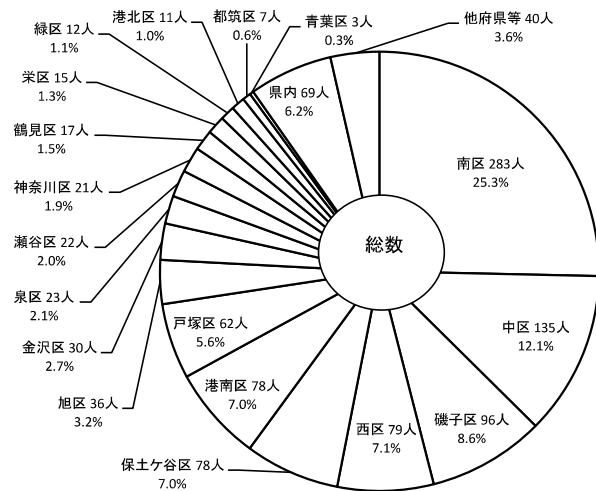 総数
南区 283人
25.3%
中区 135人
12.1%
磯子区 96人
8.6%
西区 79人
7.1%
保土ケ谷区 78人
7.0%
港南区 78人
7.0%
戸塚区 62人
5.6%
旭区 36人
3.2%
金沢区 30人
2.7%
泉区 23人
2.1%
瀬谷区 22人
2.0%
神奈川区 21人
1.9%
鶴見区 17人
1.5%
栄区 15人
1.3%
緑区 12人
1.1%
港北区 11人
1.0%
都筑区 7人
0.6%
青葉区 3人
0.3%
県内 69人
6.2%
他府県等 40人
3.6%